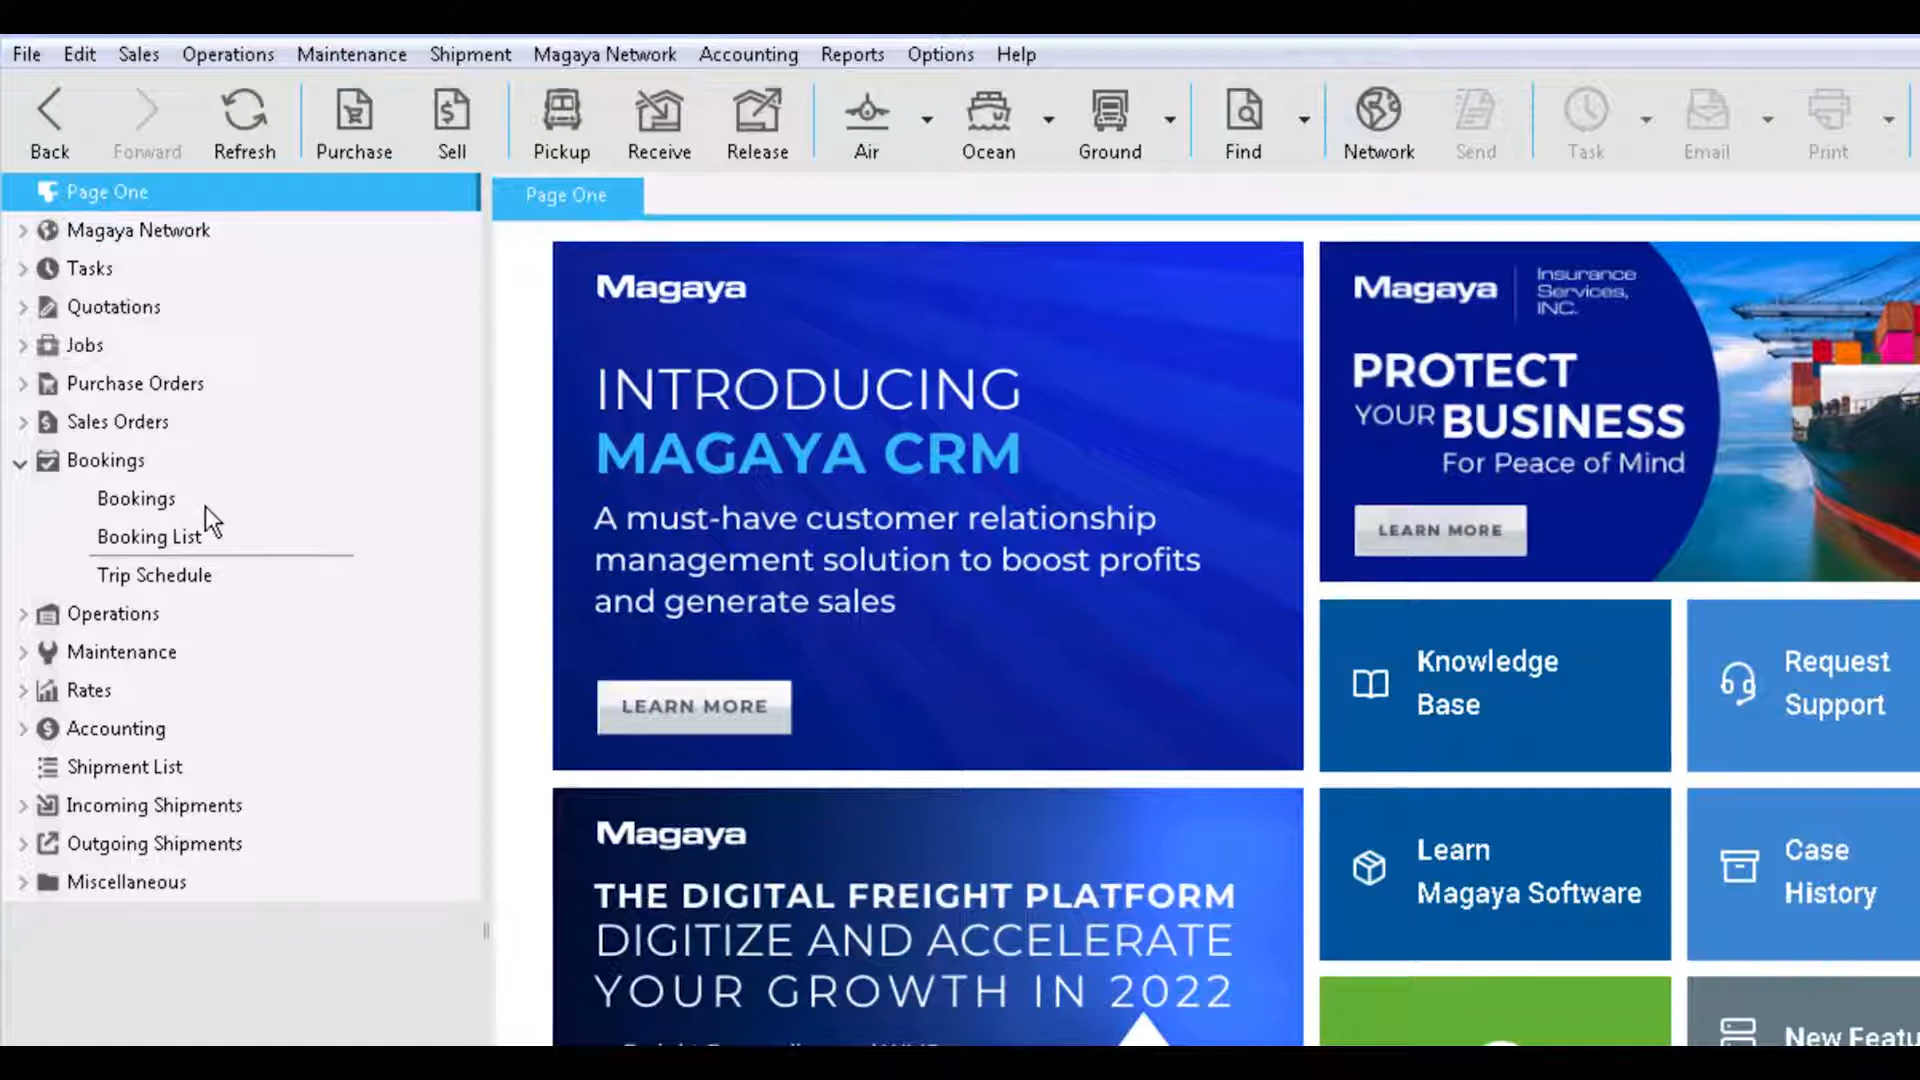 File Edit Sales Operations Maintenance Shipment Magaya Network Accounting Reports Options Help
Back Forward Refresh Purchase Sell Pickup Receive Release Air Ocean Ground Find Network Send Task Email Print
Page One
Magaya Network
Tasks
Quotations
Jobs
Purchase Orders
Sales Orders
Bookings
Bookings
Booking List
Trip Schedule
Operations
Maintenance
Rates
Accounting
Shipment List
Incoming Shipments
Outgoing Shipments
Miscellaneous
Page One
Magaya
INTRODUCING
MAGAYA CRM
A must-have customer relationship
management solution to boost profits
and generate sales
LEARN MORE
Magaya
THE DIGITAL FREIGHT PLATFORM
DIGITIZE AND ACCELERATE
YOUR GROWTH IN 2022
Magaya
Insurance
Services,
INC.
PROTECT
YOUR BUSINESS
For Peace of Mind
LEARN MORE
Knowledge
Base
Request
Support
Learn
Magaya Software
Case
History
New